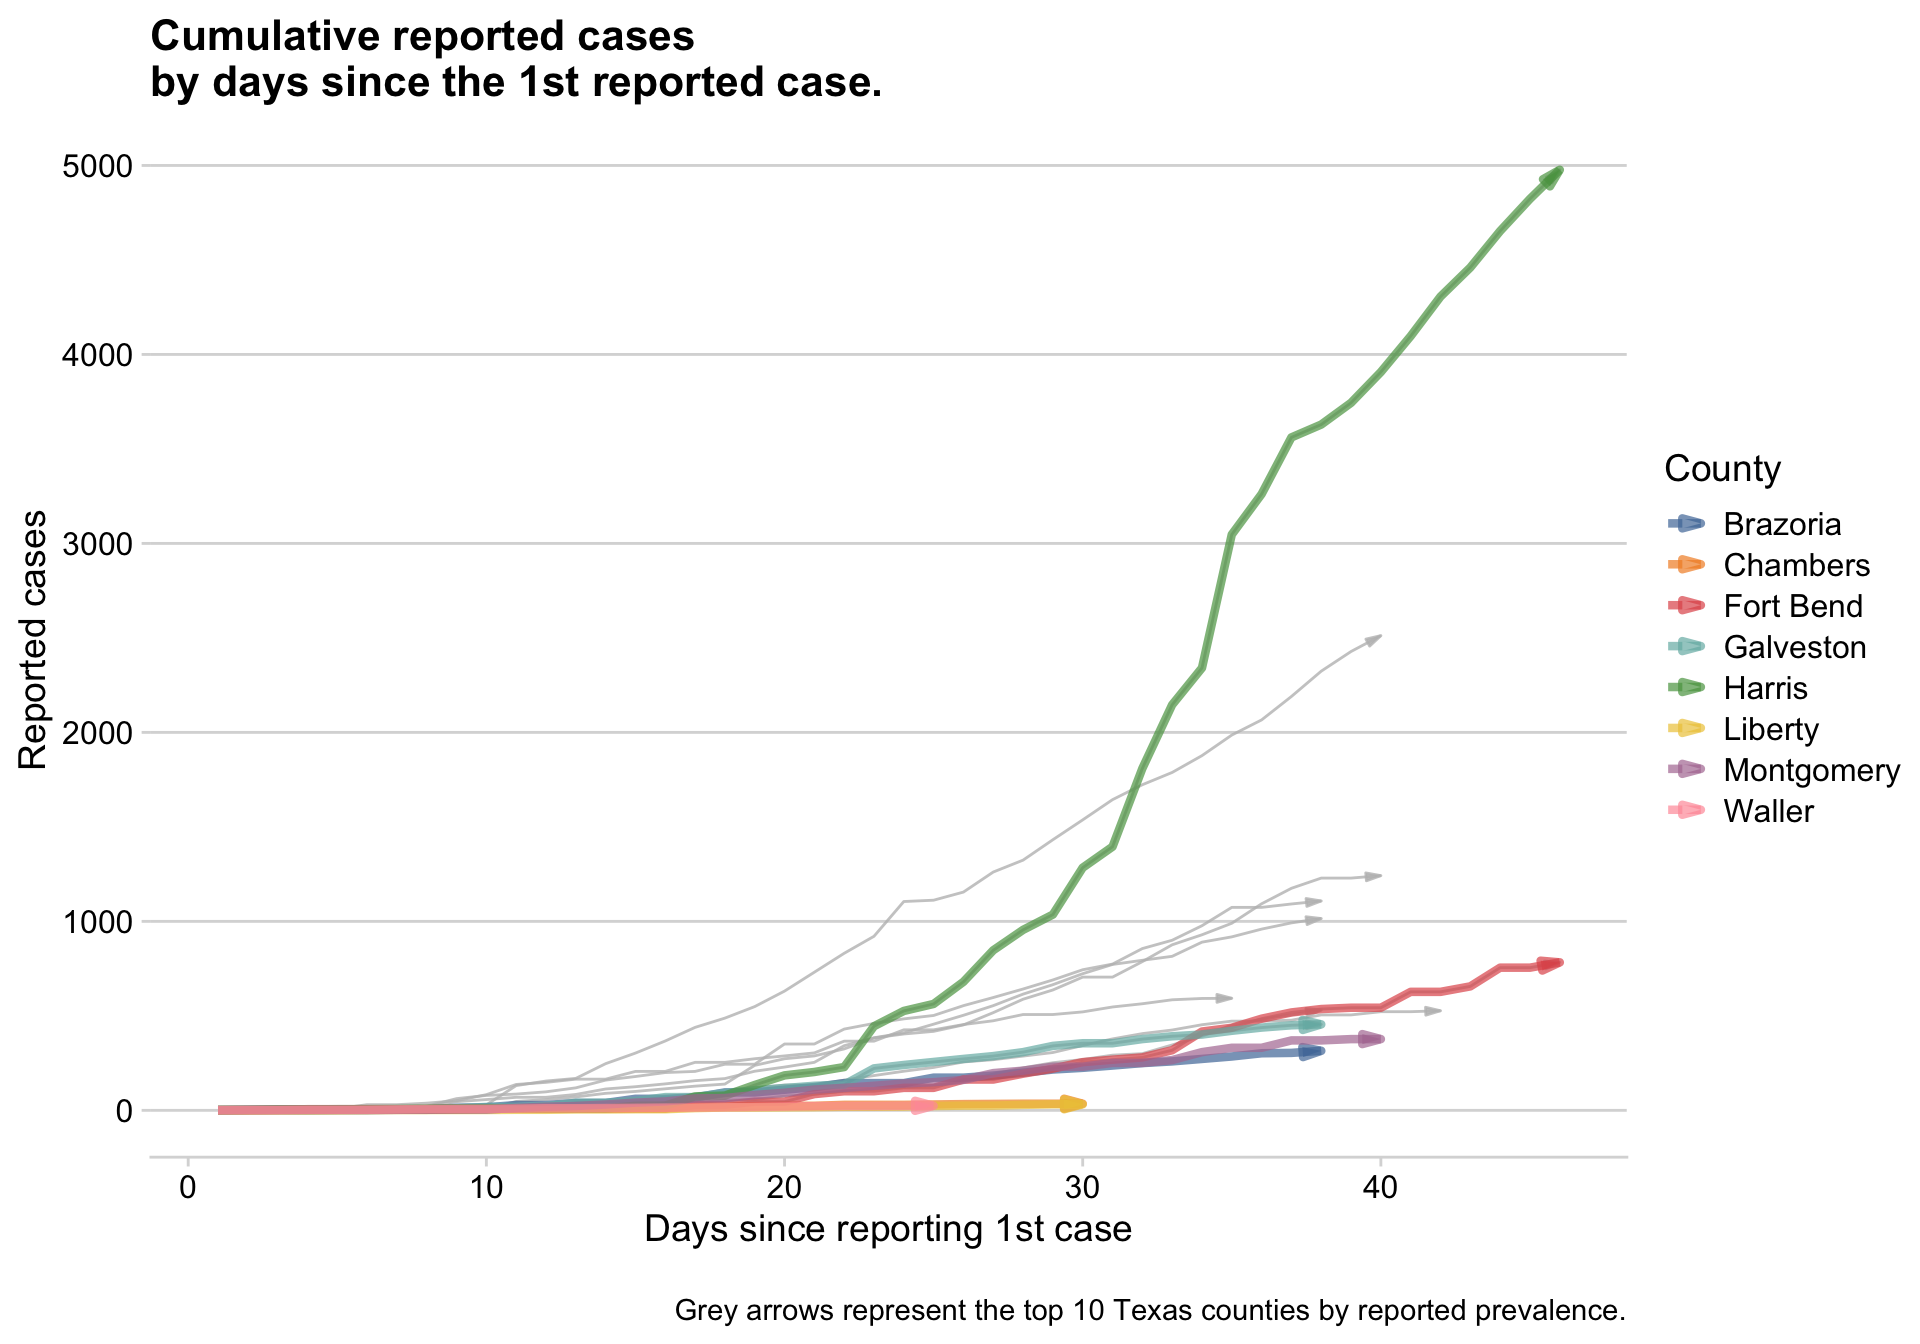 Cumulative reported cases
by days since the 1st reported case.
5000
4000
3000
2000
1000
0
Reported cases
0 10 20 30 40
Days since reporting 1st case
County
Brazoria
Chambers
Fort Bend
Galveston
Harris
Liberty
Montgomery
Waller
Grey arrows represent the top 10 Texas counties by reported prevalence.